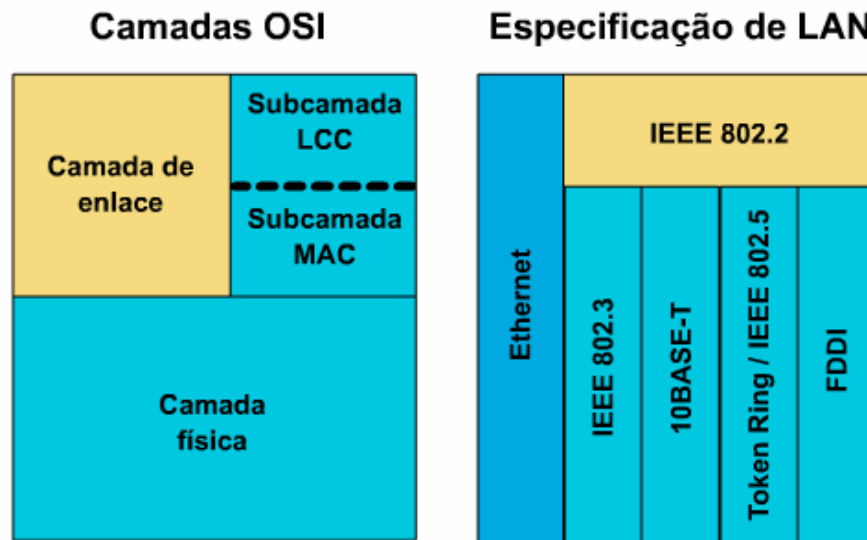 Camadas OSI
Especificação de LAN
Camada de
enlace
Subcamada
LCC
Subcamada
MAC
Camada
física
Ethernet
IEEE 802.2
IEEE 802.3
10BASE-T
Token Ring / IEEE 802.5
FDDI